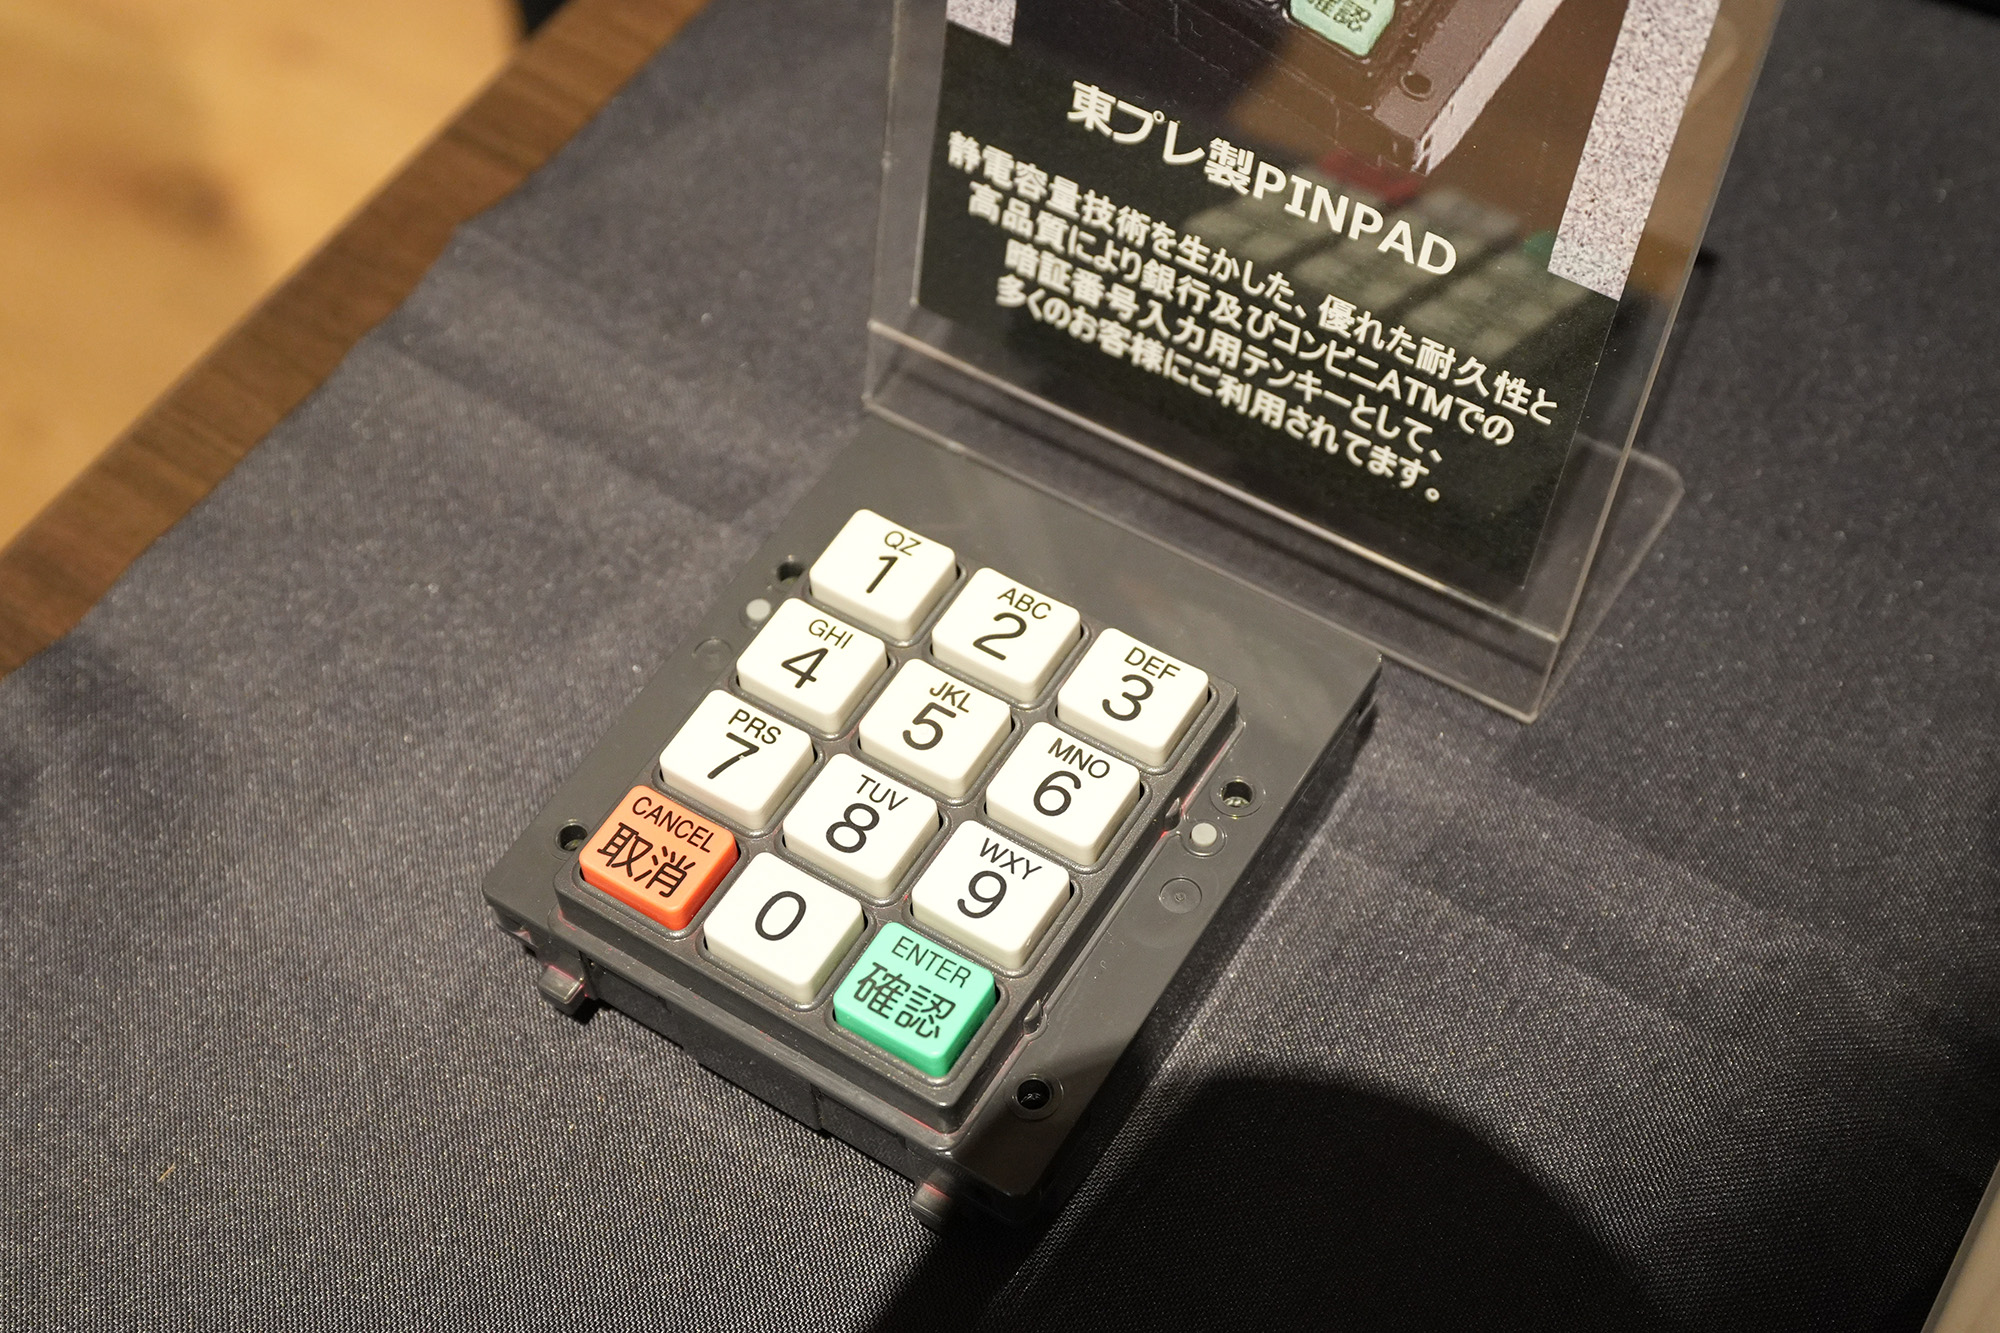 確認
東プレ製PINPAD
静電容量技術を生かした、優れた耐久性と
高品質により銀行及びコンビニATMでの
暗証番号入力用テンキーとして、
多くのお客様にご利用されてます。
QZ
1
ABC
2
DEF
3
GHI
4
JKL
5
MNO
6
PRS
7
TUV
8
WXY
9
CANCEL
取消
0
ENTER
確認